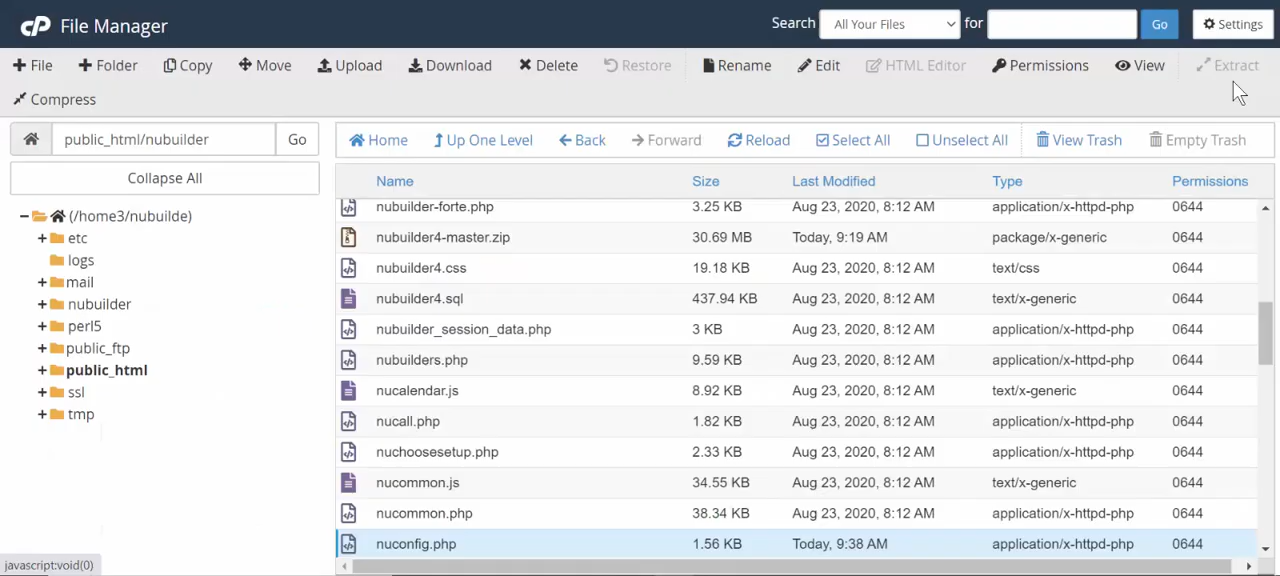 cP File Manager Search All Your Files for Go Settings
File Folder Copy Move Upload Download Delete Restore Rename Edit HTML Editor Permissions View Extract
Compress
public_html/nubuilder Go Home Up One Level Back Forward Reload Select All Unselect All View Trash Empty Trash
Collapse All Name Size Last Modified Type Permissions
nubuilder-forte.php 3.25 KB Aug 23, 2020, 8:12 AM application/x-httpd-php 0644
(/home3/nubuilde)
etc nubuilder4-master.zip 30.69 MB Today, 9:19 AM package/x-generic 0644
logs nubuilder4.css 19.18 KB Aug 23, 2020, 8:12 AM text/css 0644
mail
nubuilder nubuilder4.sql 437.94 KB Aug 23, 2020, 8:12 AM text/x-generic 0644
perl5 nubuilder_session_data.php 3 KB Aug 23, 2020, 8:12 AM application/x-httpd-php 0644
public_ftp
public_html nubuilders.php 9.59 KB Aug 23, 2020, 8:12 AM application/x-httpd-php 0644
ssl nucalendar.js 8.92 KB Aug 23, 2020, 8:12 AM text/x-generic 0644
tmp nucall.php 1.82 KB Aug 23, 2020, 8:12 AM application/x-httpd-php 0644
nuchoosesetup.php 2.33 KB Aug 23, 2020, 8:12 AM application/x-httpd-php 0644
nucommon.js 34.55 KB Aug 23, 2020, 8:12 AM text/x-generic 0644
nucommon.php 38.34 KB Aug 23, 2020, 8:12 AM application/x-httpd-php 0644
nuconfig.php 1.56 KB Today, 9:38 AM application/x-httpd-php 0644
javascript:void(0)